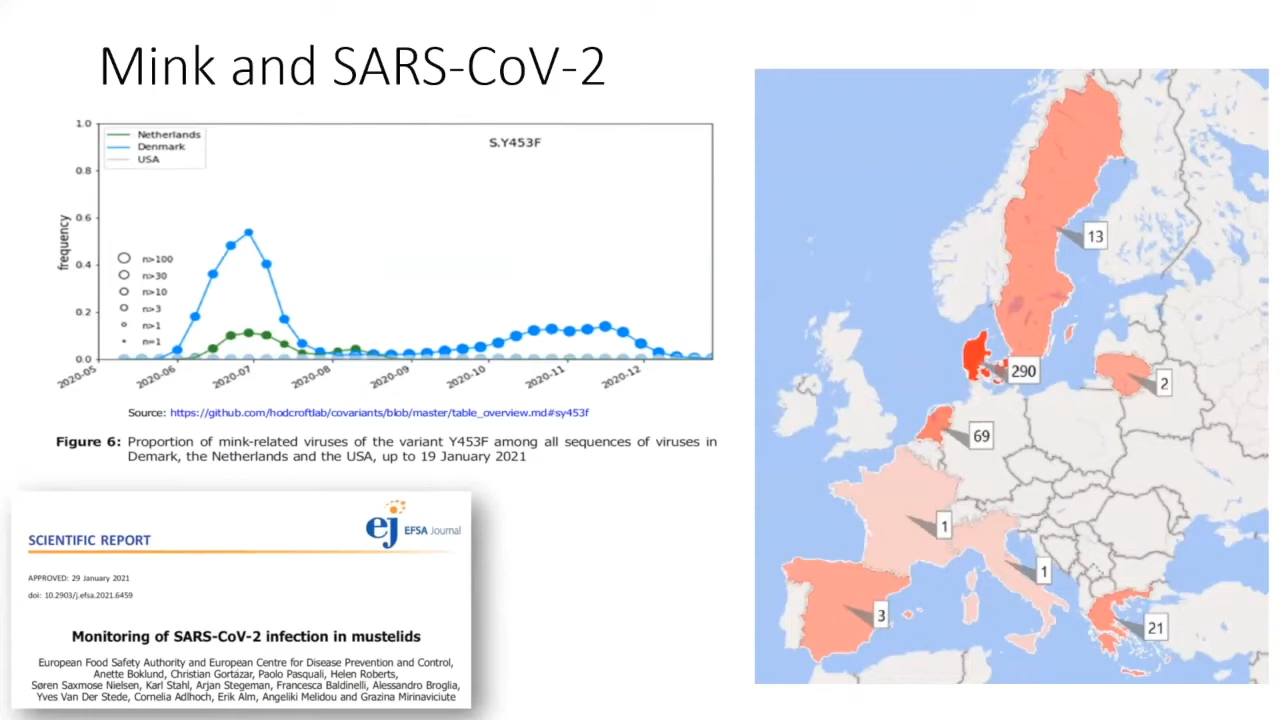 Mink and SARS-CoV-2
1.0
0.8
0.6
0.4
0.2
0.0
frequency
Netherlands
Denmark
USA
S.Y453F
n>100
n>30
n>10
n>3
n>1
n=1
2020-05
2020-06
2020-07
2020-08
2020-09
2020-10
2020-11
2020-12
Source: https://github.com/hodcroftlab/covariants/blob/master/table_overview.md#sy453f
Figure 6: Proportion of mink-related viruses of the variant Y453F among all sequences of viruses in
Demark, the Netherlands and the USA, up to 19 January 2021
SCIENTIFIC REPORT
ej EFSA Journal
APPROVED: 29 January 2021
doi: 10.2903/j.efsa.2021.6459
Monitoring of SARS-CoV-2 infection in mustelids
European Food Safety Authority and European Centre for Disease Prevention and Control,
Anette Boklund, Christian Gortázar, Paolo Pasquali, Helen Roberts,
Søren Saxmose Nielsen, Karl Stahl, Arjan Stegeman, Francesca Baldinelli, Alessandro Broglia,
Yves Van Der Stede, Cornelia Adlhoch, Erik Alm, Angeliki Melidou and Grazina Mirinaviciute
13
290
2
69
1
1
3
21